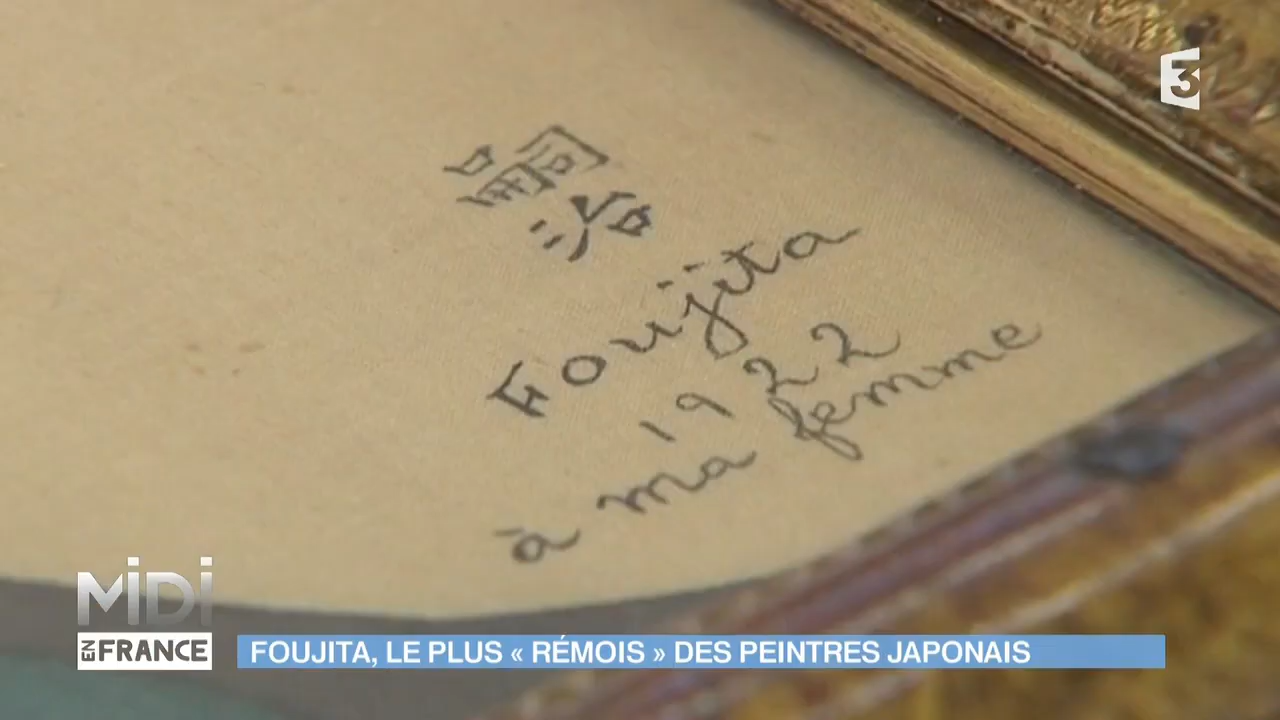 3
嗣
治
Foujita
1922
à ma femme
MiDi
EN FRANCE
FOUJITA, LE PLUS « RÉMOIS » DES PEINTRES JAPONAIS